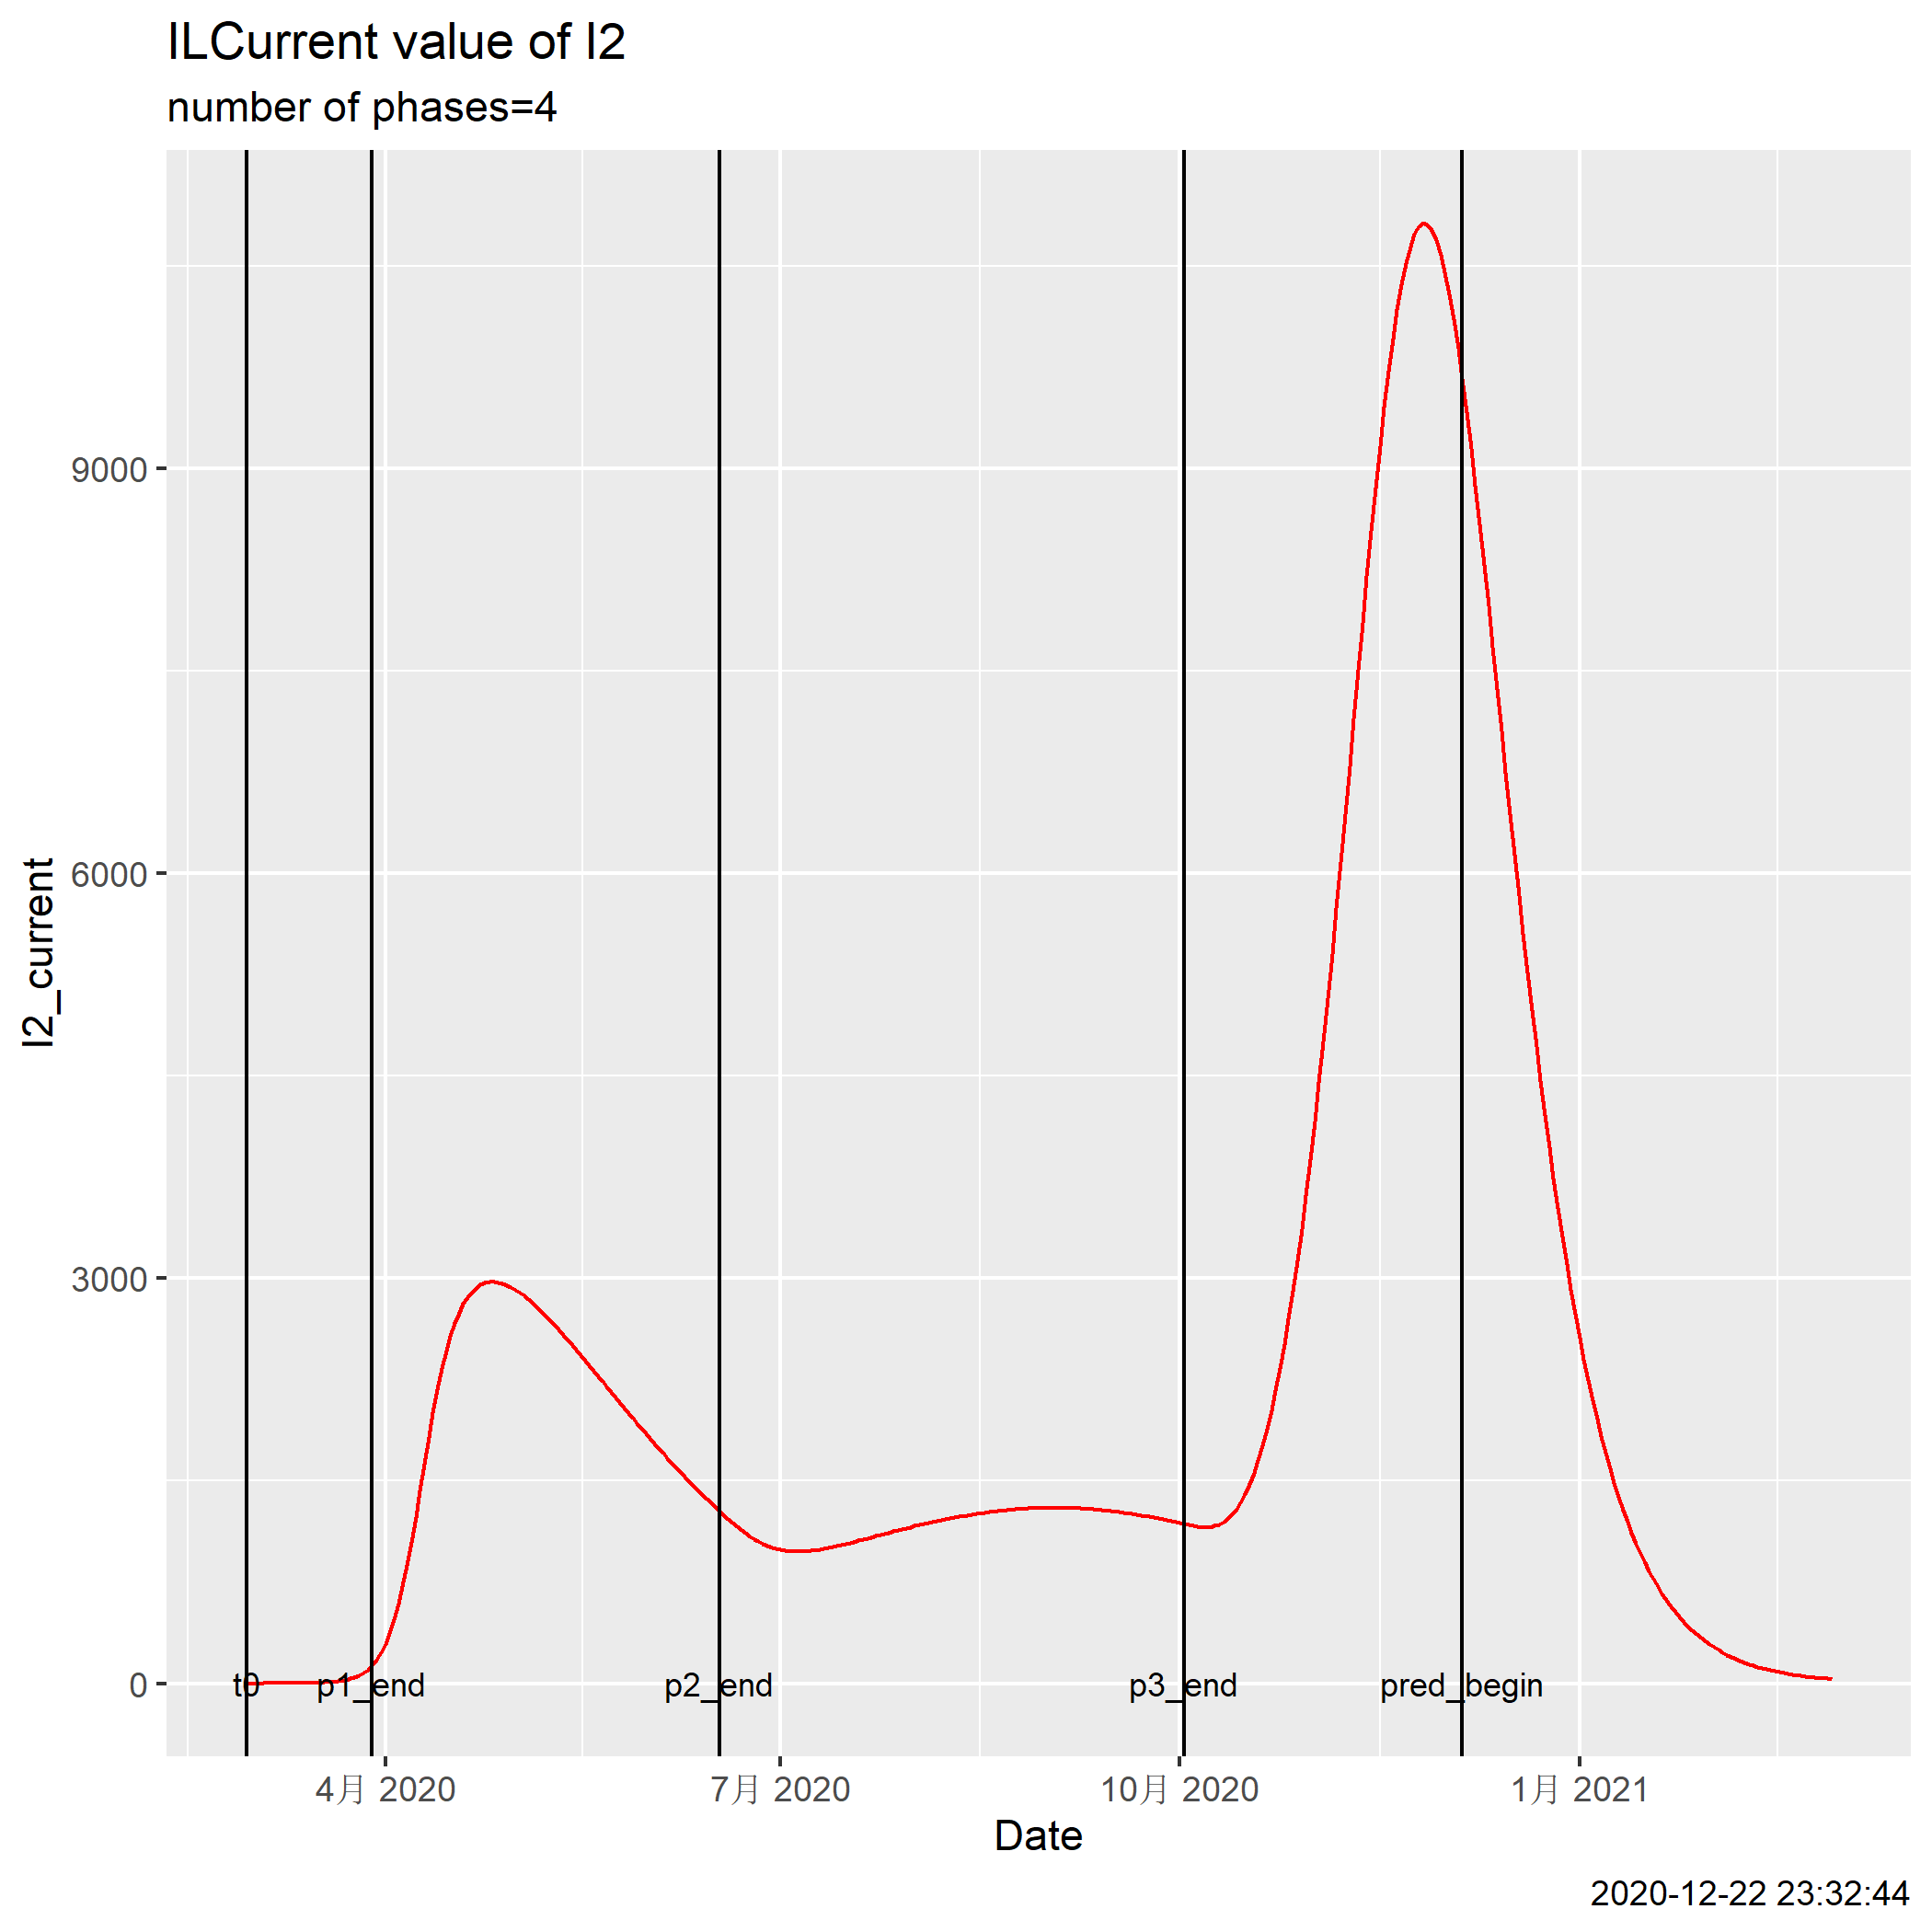 ILCurrent value of I2
number of phases=4
I2_current
9000
6000
3000
0
t0 p1_end p2_end p3_end pred_begin
4月 2020 7月 2020 10月 2020 1月 2021
Date
2020-12-22 23:32:44